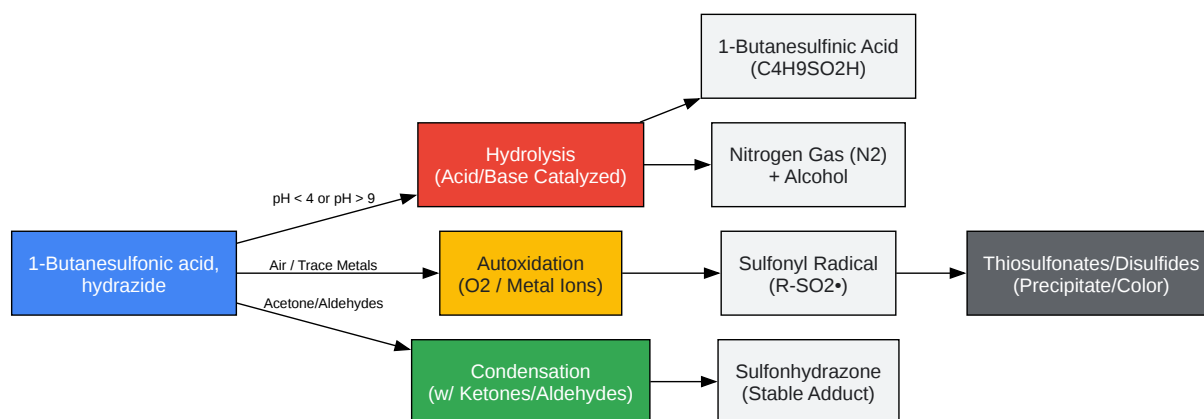 1-Butanesulfinic Acid
(C4H9SO2H)
Hydrolysis
(Acid/Base Catalyzed)
Nitrogen Gas (N2)
+ Alcohol
pH < 4 or pH > 9
1-Butanesulfonic acid,
hydrazide
Air / Trace Metals
Autoxidation
(O2 / Metal Ions)
Sulfonyl Radical
(R-SO2•)
Thiosulfonates/Disulfides
(Precipitate/Color)
Acetone/Aldehydes
Condensation
(w/ Ketones/Aldehydes)
Sulfonhydrazone
(Stable Adduct)